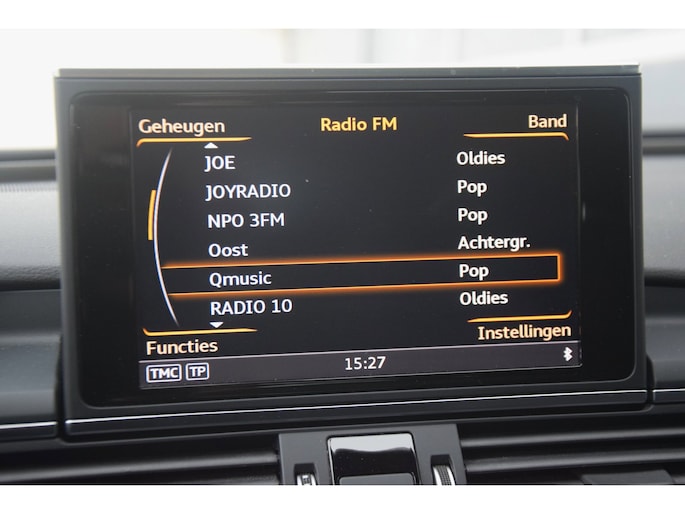 Geheugen Radio FM Band
JOE Oldies
JOYRADIO Pop
NPO 3FM Pop
Oost Achtergr.
Qmusic Pop
RADIO 10 Oldies
Functies Instellingen
TMC TP 15:27